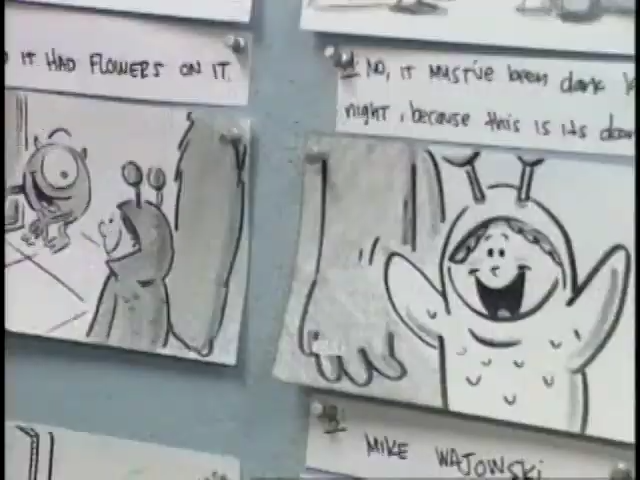 IT HAD FLOWERS ON IT.
NO, IT MUST'VE been dark
night, because this is its
MIKE WAJOWSKI